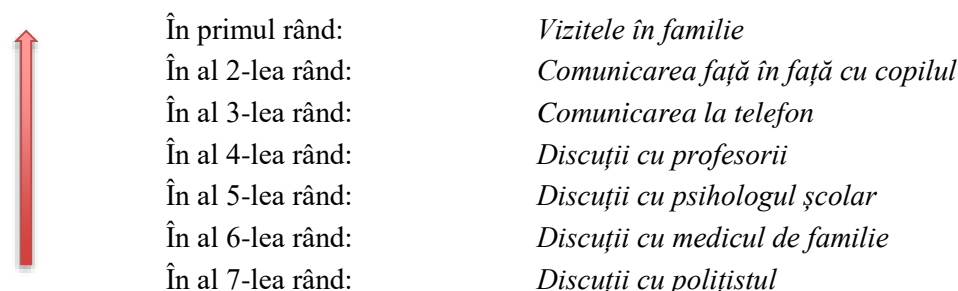 În primul rând: Vizitele în familie
În al 2-lea rând: Comunicarea față în față cu copilul
În al 3-lea rând: Comunicarea la telefon
În al 4-lea rând: Discuții cu profesorii
În al 5-lea rând: Discuții cu psihologul școlar
În al 6-lea rând: Discuții cu medicul de familie
În al 7-lea rând: Discuții cu polițistul